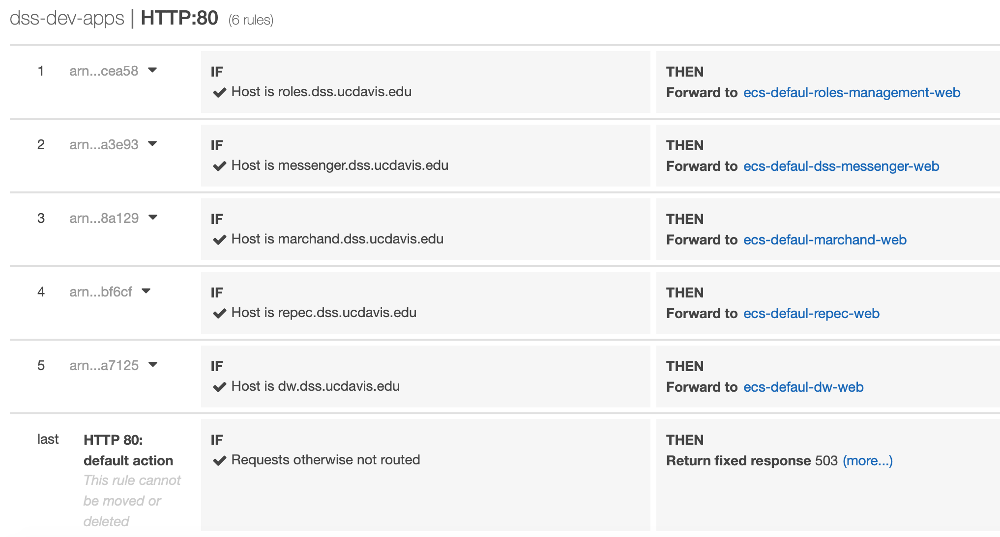 dss-dev-apps | HTTP:80 (6 rules)
1 arn...cea58 IF THEN
Host is roles.dss.ucdavis.edu Forward to ecs-defaul-roles-management-web
2 arn...a3e93 IF THEN
Host is messenger.dss.ucdavis.edu Forward to ecs-defaul-dss-messenger-web
3 arn...8a129 IF THEN
Host is marchand.dss.ucdavis.edu Forward to ecs-defaul-marchand-web
4 arn...bf6cf IF THEN
Host is repec.dss.ucdavis.edu Forward to ecs-defaul-repec-web
5 arn...a7125 IF THEN
Host is dw.dss.ucdavis.edu Forward to ecs-defaul-dw-web
last HTTP 80: IF THEN
default action Requests otherwise not routed Return fixed response 503 (more...)
This rule cannot
be moved or
deleted